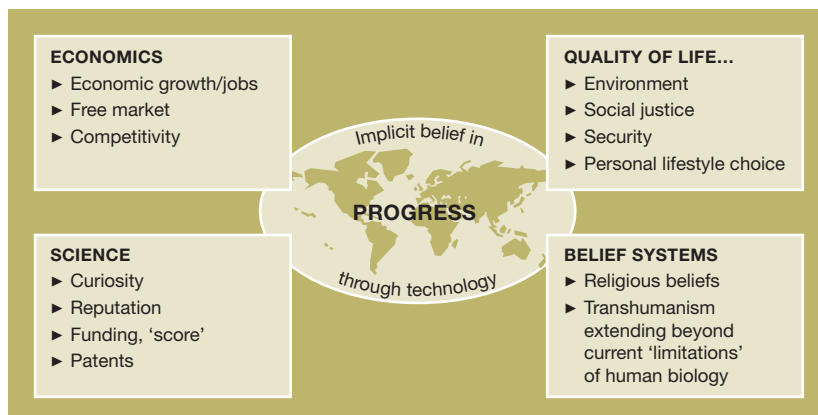 ECONOMICS
► Economic growth/jobs
► Free market
► Competitivity
QUALITY OF LIFE...
► Environment
► Social justice
► Security
► Personal lifestyle choice
Implicit belief in
PROGRESS
through technology
SCIENCE
► Curiosity
► Reputation
► Funding, ‘score’
► Patents
BELIEF SYSTEMS
► Religious beliefs
► Transhumanism
extending beyond
current ‘limitations’
of human biology